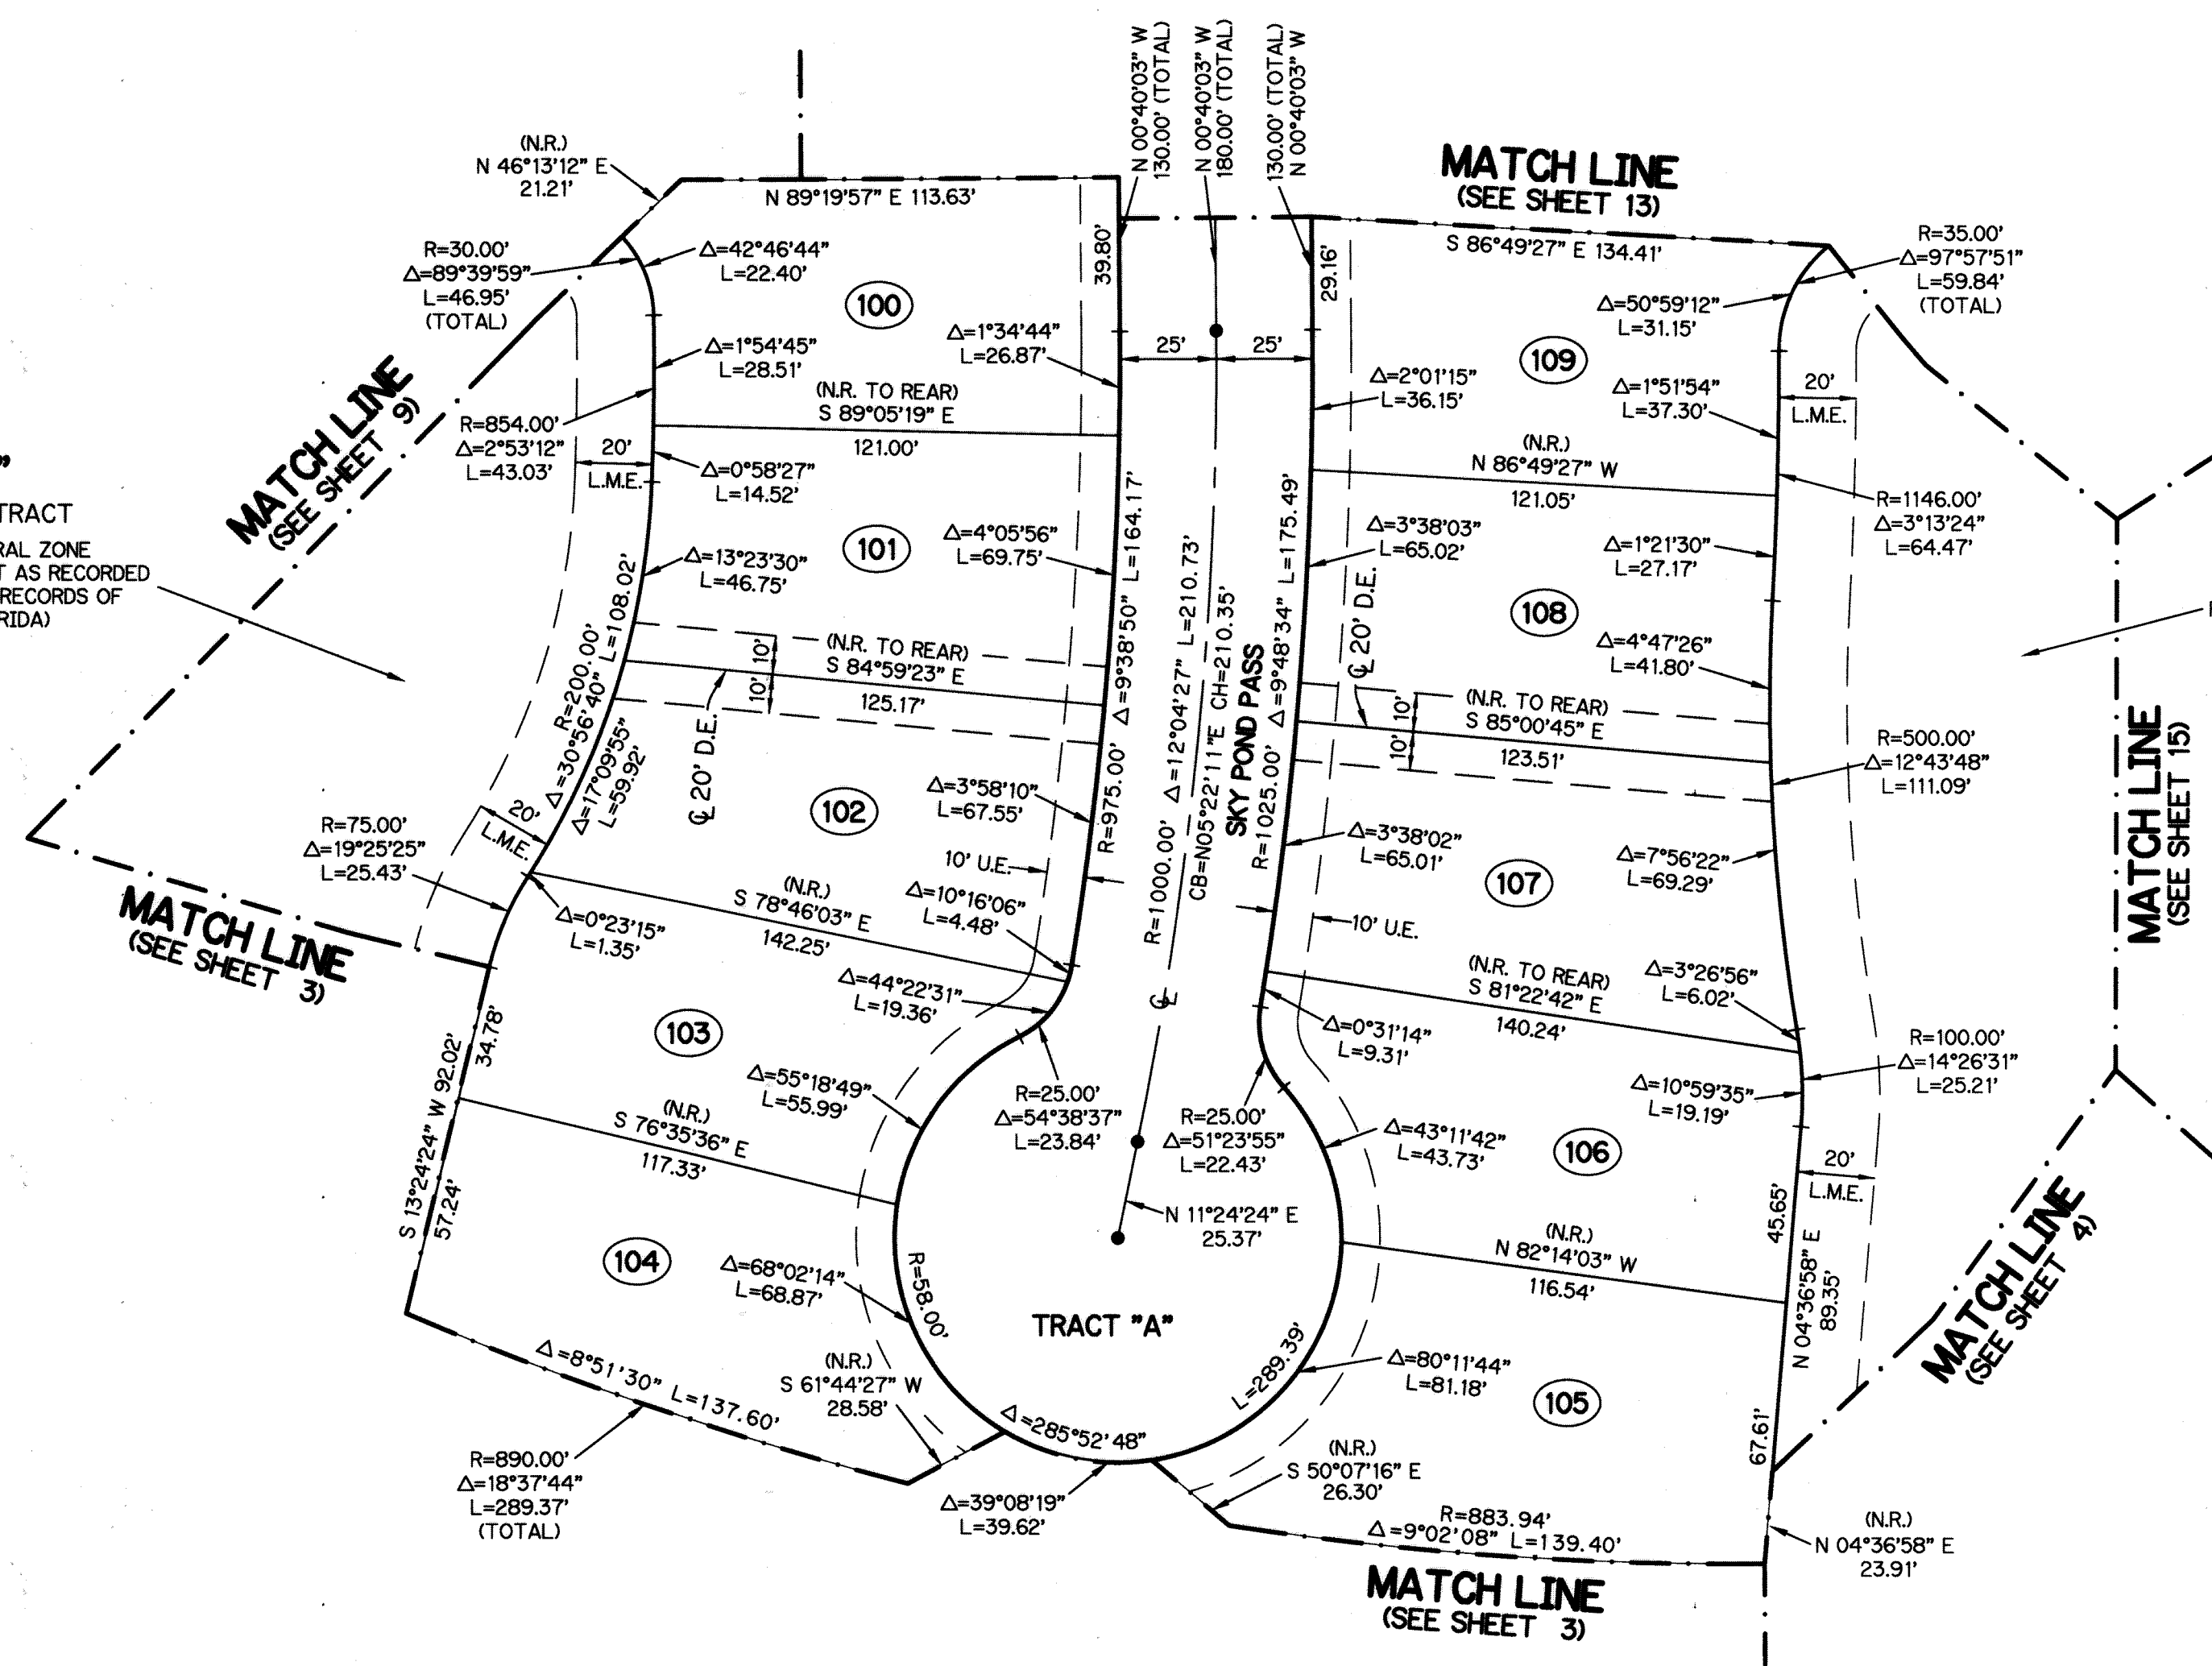 N 00°40'03" W
130.00' (TOTAL)
N 00°40'03" W
180.00' (TOTAL)
130.00' (TOTAL)
N 00°40'03" W
(N.R.)
N 46°13'12" E
21.21'
N 89°19'57" E 113.63'
MATCH LINE
(SEE SHEET 13)
S 86°49'27" E 134.41'
R=35.00'
Δ=97°57'51"
L=59.84'
(TOTAL)
R=30.00'
Δ=89°39'59"
L=46.95'
(TOTAL)
Δ=42°46'44"
L=22.40'
39.80'
29.16'
100
Δ=50°59'12"
L=31.15'
109
Δ=1°54'45"
L=28.51'
Δ=1°34'44"
L=26.87'
25'
25'
Δ=2°01'15"
L=36.15'
Δ=1°51'54"
L=37.30'
20'
L.M.E.
MATCH LINE
(SEE SHEET 9)
R=854.00'
Δ=2°53'12"
L=43.03'
(N.R. TO REAR)
S 89°05'19" E
121.00'
20'
L.M.E.
Δ=0°58'27"
L=14.52'
(N.R.)
N 86°49'27" W
121.05'
R=1146.00'
Δ=3°13'24"
L=64.47'
"
TRACT
RAL ZONE
T AS RECORDED
RECORDS OF
RIDA)
101
Δ=4°05'56"
L=69.75'
Δ=13°23'30"
L=46.75'
Δ=3°38'03"
L=65.02'
Δ=1°21'30"
L=27.17'
108
Δ=4°47'26"
L=41.80'
R=200.00'
Δ=30°56'40" L=108.02'
(N.R. TO REAR)
S 84°59'23" E
125.17'
10'
10'
℄ 20' D.E.
R=975.00' Δ=9°38'50" L=164.17'
R=1000.00' Δ=12°04'27" L=210.73'
CB=N05°22'11"E CH=210.35'
SKY POND PASS
R=1025.00' Δ=9°48'34" L=175.49'
℄ 20' D.E.
10'
10'
(N.R. TO REAR)
S 85°00'45" E
123.51'
R=500.00'
Δ=12°43'48"
L=111.09'
MATCH LINE
(SEE SHEET 15)
Δ=17°09'55"
L=59.92'
102
Δ=3°58'10"
L=67.55'
10' U.E.
20'
L.M.E.
R=75.00'
Δ=19°25'25"
L=25.43'
Δ=3°38'02"
L=65.01'
107
Δ=7°56'22"
L=69.29'
10' U.E.
MATCH LINE
(SEE SHEET 3)
Δ=0°23'15"
L=1.35'
(N.R.)
S 78°46'03" E
142.25'
Δ=10°16'06"
L=4.48'
℄
(N.R. TO REAR)
S 81°22'42" E
140.24'
Δ=3°26'56"
L=6.02'
Δ=44°22'31"
L=19.36'
103
Δ=0°31'14"
L=9.31'
R=100.00'
Δ=14°26'31"
L=25.21'
S 13°24'24" W 92.02'
34.78'
57.24'
Δ=55°18'49"
L=55.99'
R=25.00'
Δ=54°38'37"
L=23.84'
R=25.00'
Δ=51°23'55"
L=22.43'
Δ=10°59'35"
L=19.19'
(N.R.)
S 76°35'36" E
117.33'
Δ=43°11'42"
L=43.73'
106
20'
L.M.E.
N 11°24'24" E
25.37'
45.65'
N 04°36'58" E
89.35'
67.61'
(N.R.)
N 82°14'03" W
116.54'
MATCH LINE
(SEE SHEET 4)
104
Δ=68°02'14"
L=68.87'
R=58.00'
TRACT "A"
L=289.39'
Δ=285°52'48"
Δ=80°11'44"
L=81.18'
105
Δ=8°51'30" L=137.60'
(N.R.)
S 61°44'27" W
28.58'
R=890.00'
Δ=18°37'44"
L=289.37'
(TOTAL)
Δ=39°08'19"
L=39.62'
(N.R.)
S 50°07'16" E
26.30'
R=883.94'
Δ=9°02'08" L=139.40'
(N.R.)
N 04°36'58" E
23.91'
MATCH LINE
(SEE SHEET 3)